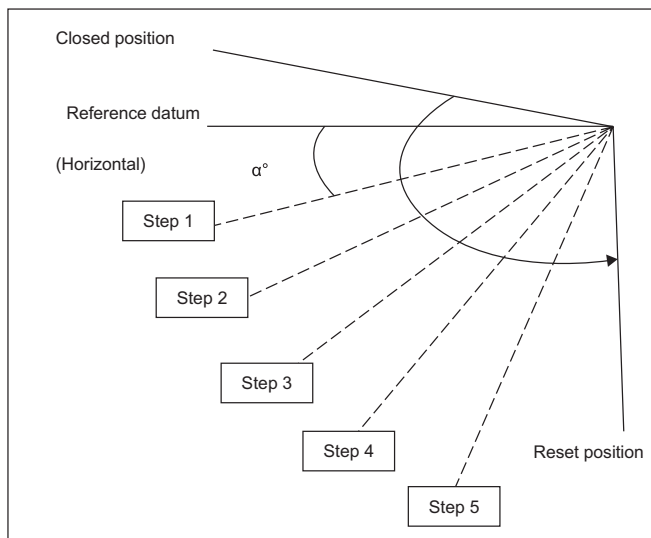 Closed position
Reference datum
(Horizontal)
α°
Step 1
Step 2
Step 3
Step 4
Reset position
Step 5